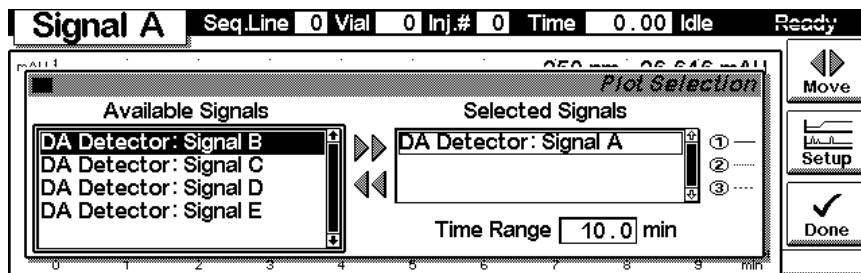 Signal A Seq.Line 0 Vial 0 Inj.# 0 Time 0.00 Idle Ready
Plot Selection
Move
Available Signals Selected Signals
DA Detector: Signal B DA Detector: Signal A ①
DA Detector: Signal C ②
DA Detector: Signal D ③
DA Detector: Signal E
Setup
Time Range 10.0 min
Done
0 1 2 3 4 5 6 7 8 9 min